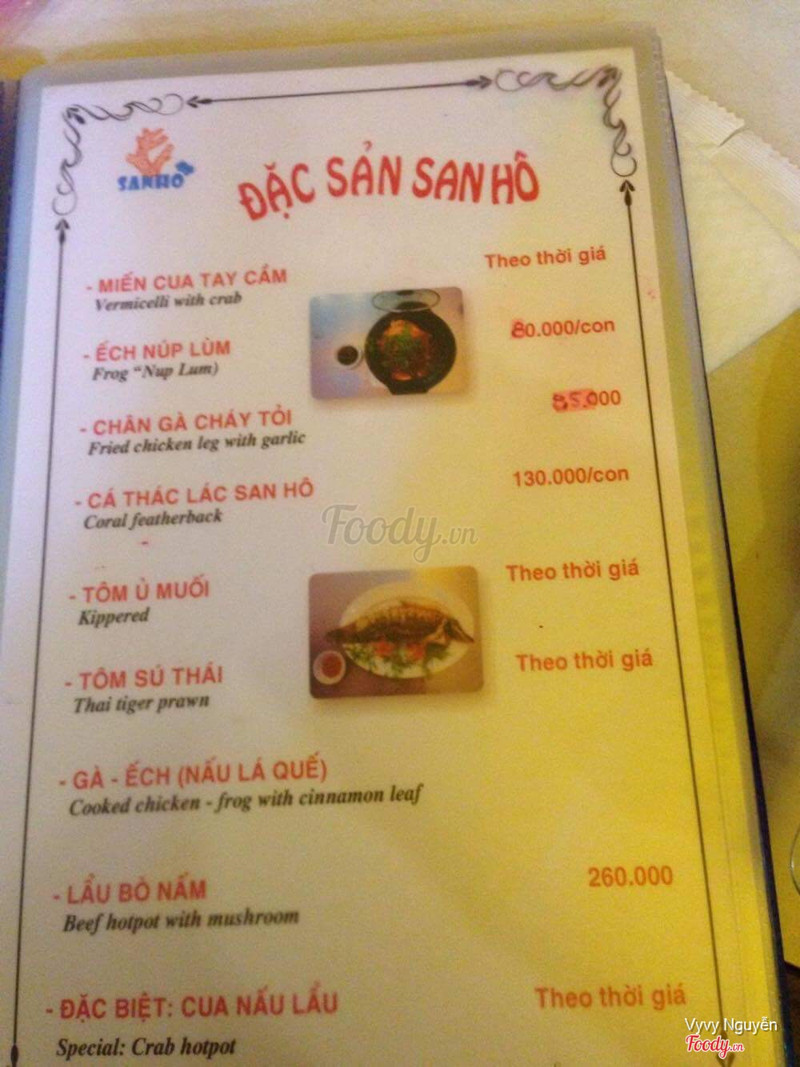 SANHO
ĐẶC SẢN SAN HÔ
- MIẾN CUA TAY CẦM Theo thời giá
Vermicelli with crab
- ẾCH NÚP LÙM 80.000/con
Frog “Nup Lum)
- CHÂN GÀ CHÁY TỎI 85.000
Fried chicken leg with garlic
- CÁ THÁC LÁC SAN HÔ 130.000/con
Coral featherback
Foody.vn
- TÔM Ủ MUỐI Theo thời giá
Kippered
- TÔM SÚ THÁI Theo thời giá
Thai tiger prawn
- GÀ - ẾCH (NẤU LÁ QUẾ)
Cooked chicken - frog with cinnamon leaf
- LẨU BÒ NẤM 260.000
Beef hotpot with mushroom
- ĐẶC BIỆT: CUA NẤU LẨU Theo thời giá
Special: Crab hotpot
Vyvy Nguyễn
Foody.vn